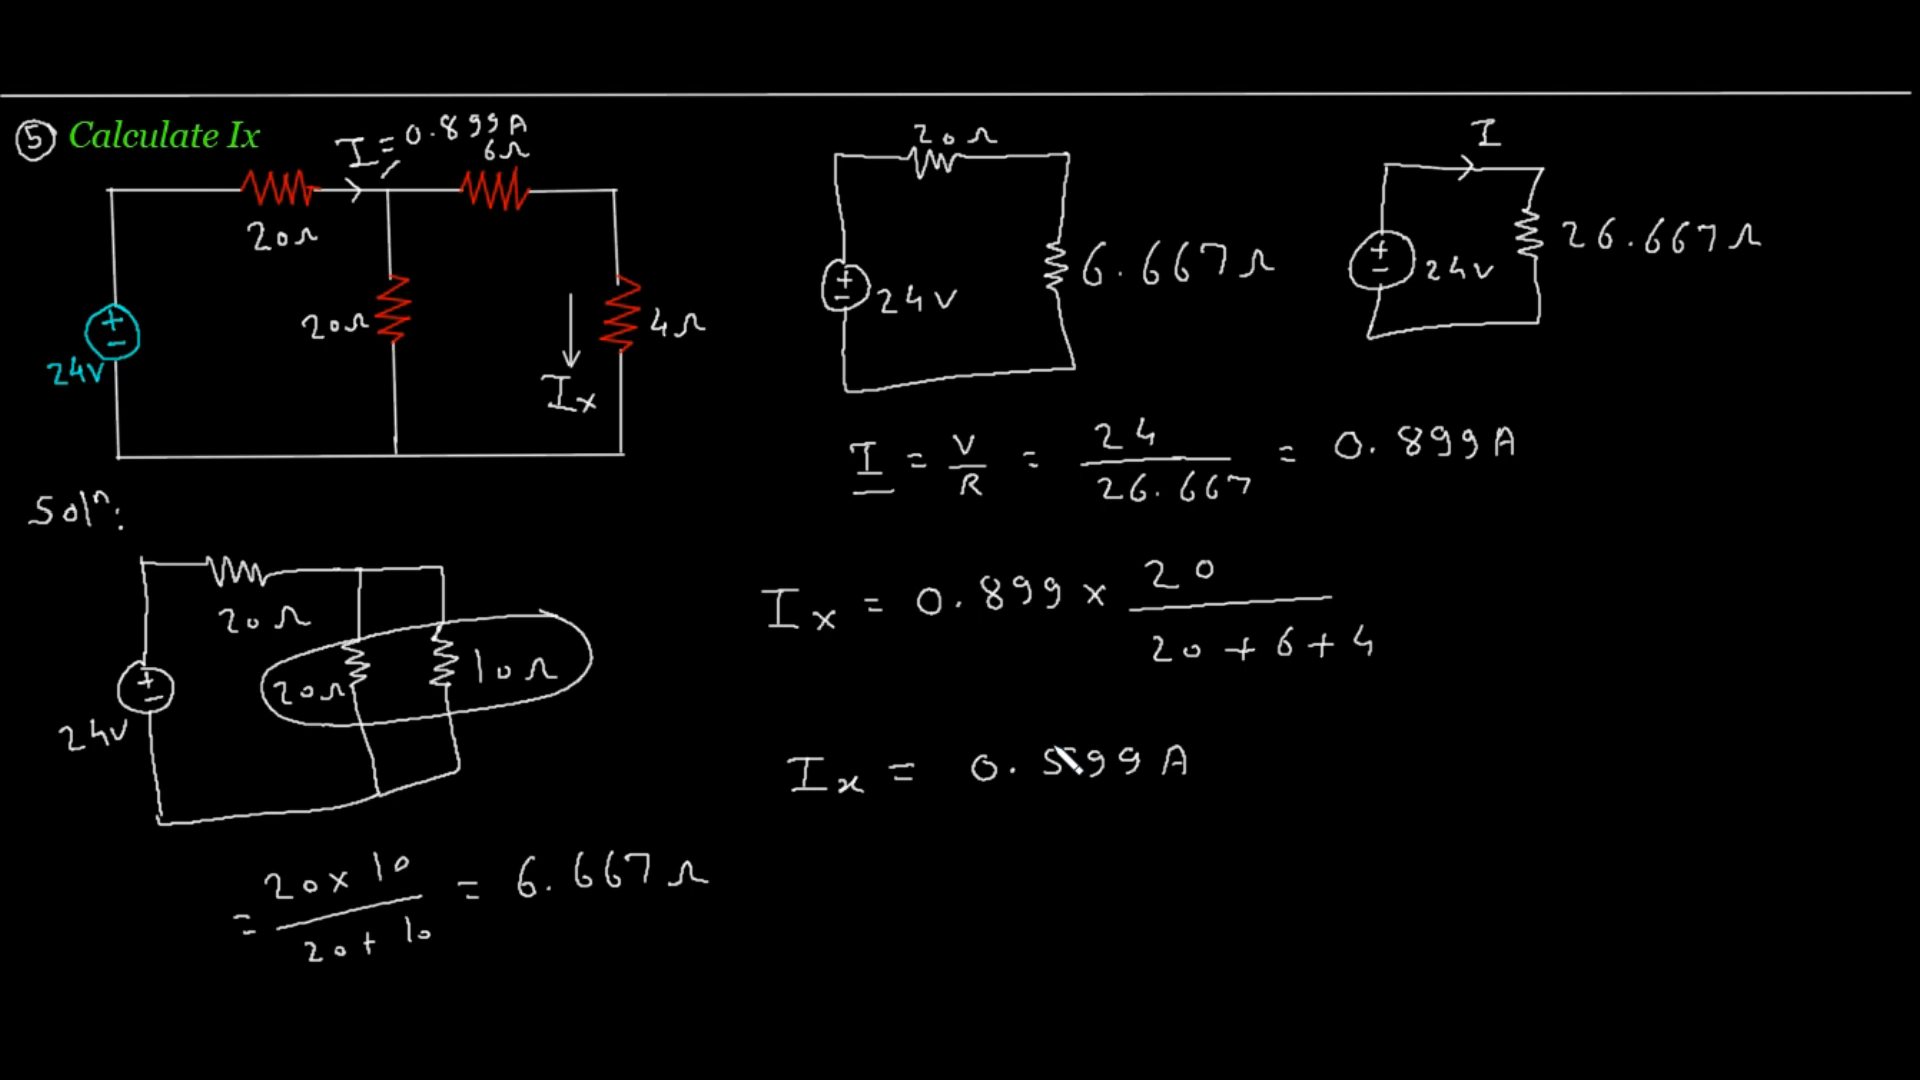 5 Calculate Ix
I = 0.899A
6Ω
20Ω
20Ω
4Ω
24V
Ix
Solⁿ:
20Ω
20Ω
10Ω
24V
= 20 x 10 / 20 + 10 = 6.667Ω
20Ω
24V
6.667Ω
I
24V
26.667Ω
I = V / R = 24 / 26.667 = 0.899A
Ix = 0.899 x 20 / 20 + 6 + 4
Ix = 0.599 A